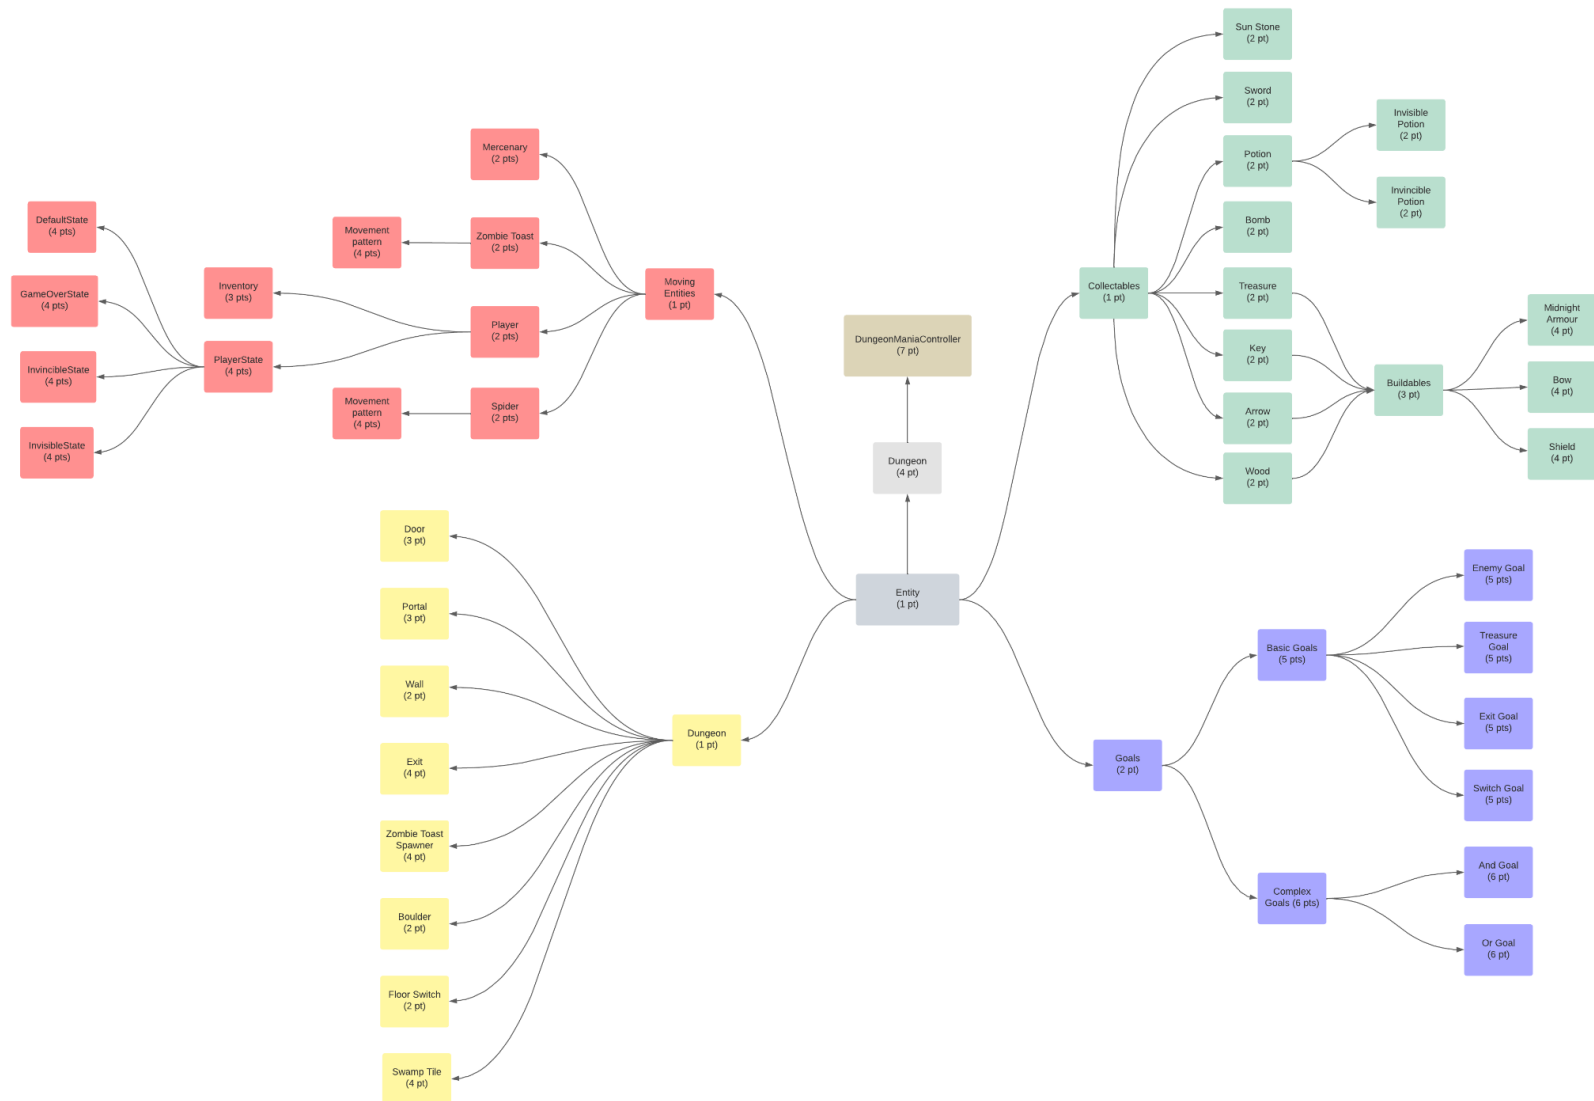 Sun Stone
(2 pt)
Sword
(2 pt)
Potion
(2 pt)
Invisible
Potion
(2 pt)
Invincible
Potion
(2 pt)
Bomb
(2 pt)
Collectables
(1 pt)
Treasure
(2 pt)
Key
(2 pt)
Arrow
(2 pt)
Wood
(2 pt)
Buildables
(3 pt)
Midnight
Armour
(4 pt)
Bow
(4 pt)
Shield
(4 pt)
Mercenary
(2 pts)
Zombie Toast
(2 pts)
Movement
pattern
(4 pts)
Moving
Entities
(1 pt)
Player
(2 pts)
Inventory
(3 pts)
PlayerState
(4 pts)
DefaultState
(4 pts)
GameOverState
(4 pts)
InvincibleState
(4 pts)
InvisibleState
(4 pts)
Spider
(2 pts)
Movement
pattern
(4 pts)
DungeonManiaController
(7 pt)
Dungeon
(4 pt)
Entity
(1 pt)
Door
(3 pt)
Portal
(3 pt)
Wall
(2 pt)
Exit
(4 pt)
Zombie Toast
Spawner
(4 pt)
Boulder
(2 pt)
Floor Switch
(2 pt)
Swamp Tile
(4 pt)
Dungeon
(1 pt)
Goals
(2 pt)
Basic Goals
(5 pts)
Enemy Goal
(5 pts)
Treasure
Goal
(5 pts)
Exit Goal
(5 pts)
Switch Goal
(5 pts)
Complex
Goals (6 pts)
And Goal
(6 pt)
Or Goal
(6 pt)